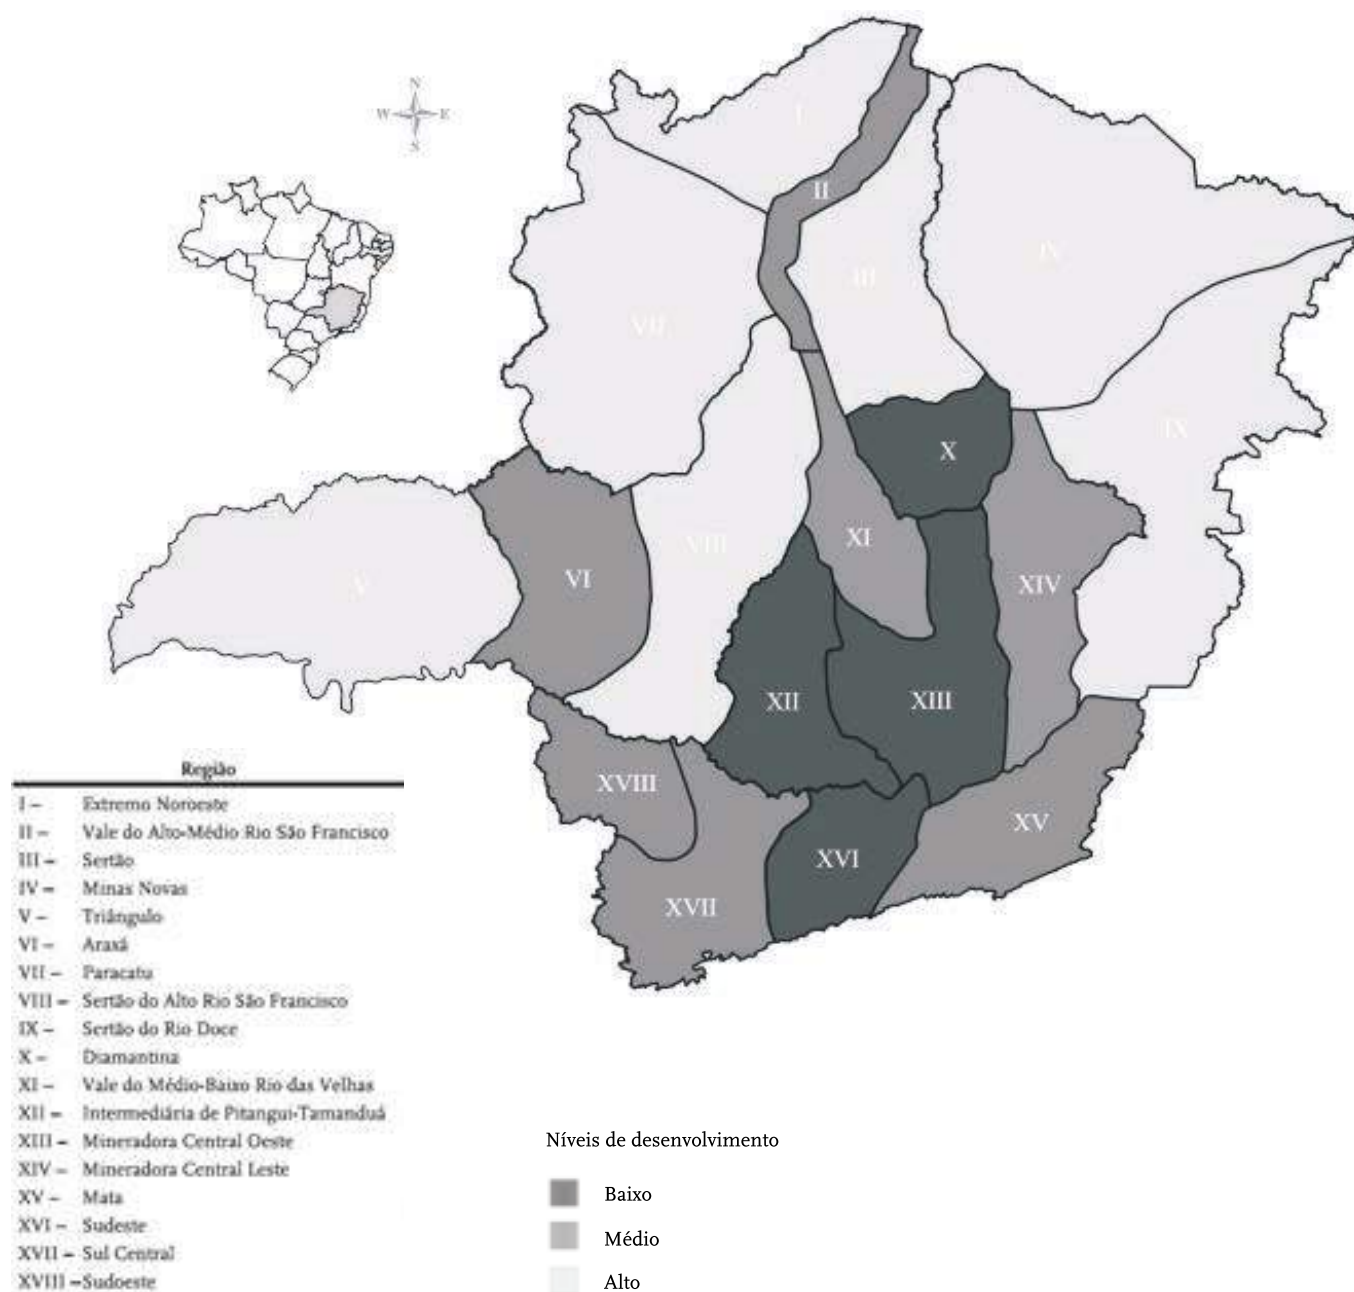 N
W E
S
I
II
III
IX
VII
IX
X
XI
VIII
VI
XIV
V
XII
XIII
XVIII
XV
XVI
XVII
Região
I – Extremo Noroeste
II – Vale do Alto-Médio Rio São Francisco
III – Sertão
IV – Minas Novas
V – Triângulo
VI – Araxá
VII – Paracatu
VIII – Sertão do Alto Rio São Francisco
IX – Sertão do Rio Doce
X – Diamantina
XI – Vale do Médio-Baixo Rio das Velhas
XII – Intermediária de Pitangui-Tamanduá
XIII – Mineradora Central Oeste
XIV – Mineradora Central Leste
XV – Mata
XVI – Sudeste
XVII – Sul Central
XVIII –Sudoeste
Níveis de desenvolvimento
Baixo
Médio
Alto